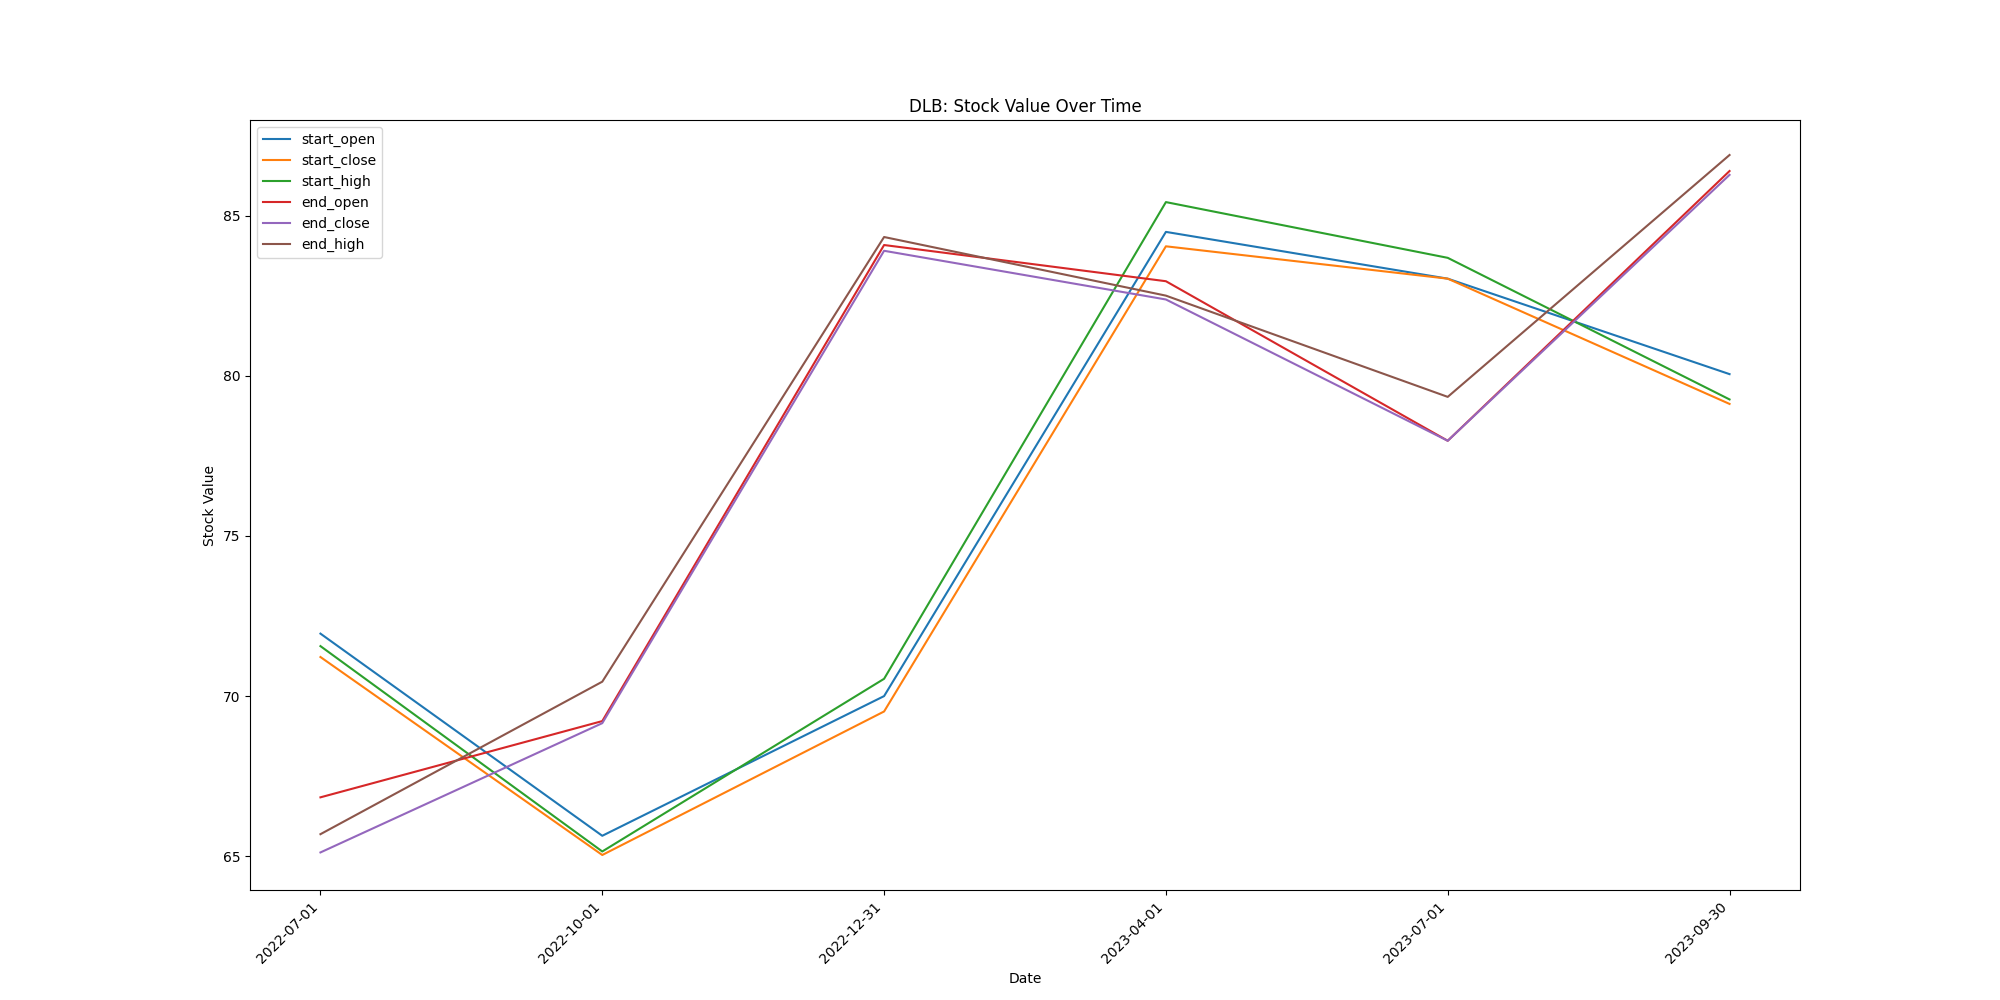 DLB: Stock Value Over Time
start_open
start_close
start_high
end_open
end_close
end_high
Stock Value
85
80
75
70
65
2022-07-01
2022-10-01
2022-12-31
2023-04-01
2023-07-01
2023-09-30
Date